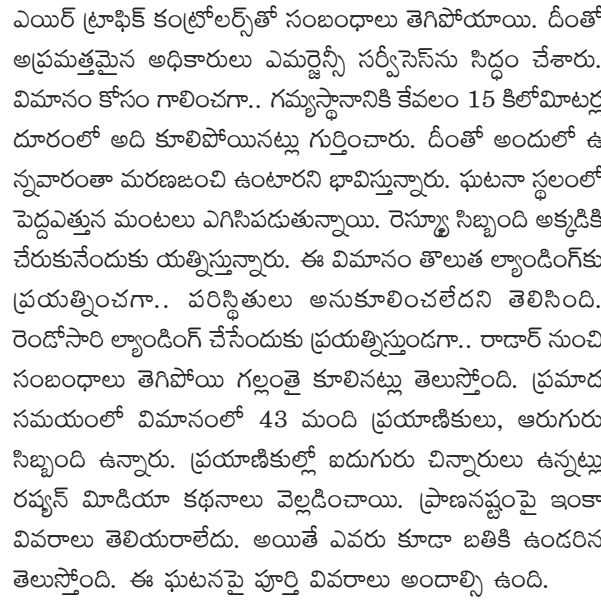 ఎయిర్ ట్రాఫిక్ కంట్రోలర్స్‌తో సంబంధాలు తెగిపోయాయి. దీంతో
అప్రమత్తమైన అధికారులు ఎమర్జెన్సీ సర్వీసెస్‌ను సిద్ధం చేశారు.
విమానం కోసం గాలించగా.. గమ్యస్థానానికి కేవలం 15 కిలోమీటర్ల
దూరంలో అది కూలిపోయినట్లు గుర్తించారు. దీంతో అందులో ఉ
న్నవారంతా మరణఙంచి ఉంటారని భావిస్తున్నారు. ఘటనా స్థలంలో
పెద్దఎత్తున మంటలు ఎగిసిపడుతున్నాయి. రెస్క్యూ సిబ్బంది అక్కడికి
చేరుకునేందుకు యత్నిస్తున్నారు. ఈ విమానం తొలుత ల్యాండింగ్‌కు
ప్రయత్నించగా.. పరిస్థితులు అనుకూలించలేదని తెలిసింది.
రెండోసారి ల్యాండింగ్ చేసేందుకు ప్రయత్నిస్తుండగా.. రాడార్ నుంచి
సంబంధాలు తెగిపోయి గల్లంతై కూలినట్లు తెలుస్తోంది. ప్రమాద
సమయంలో విమానంలో 43 మంది ప్రయాణికులు, ఆరుగురు
సిబ్బంది ఉన్నారు. ప్రయాణికుల్లో ఐదుగురు చిన్నారులు ఉన్నట్లు
రష్యన్ మీడియా కథనాలు వెల్లడించాయి. ప్రాణనష్టంపై ఇంకా
వివరాలు తెలియరాలేదు. అయితే ఎవరు కూడా బతికి ఉండరిన
తెలుస్తోంది. ఈ ఘటనపై పూర్తి వివరాలు అందాల్సి ఉంది.